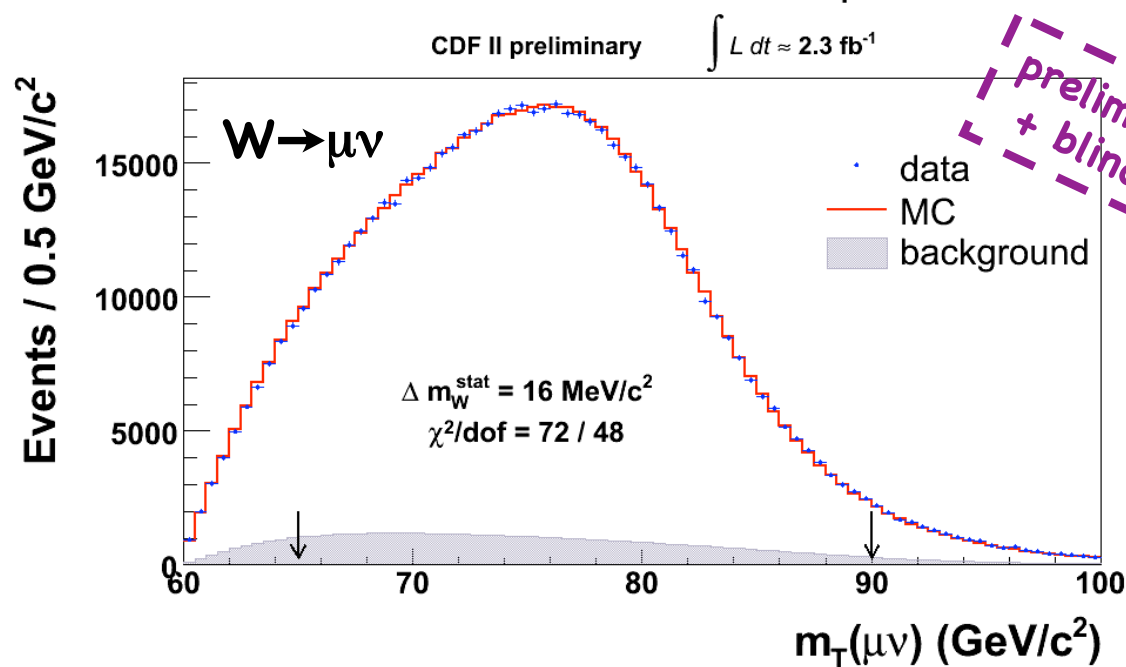 CDF II preliminary ∫ L dt ≈ 2.3 fb⁻¹
+
Events / 0.5 GeV/c²
W→μν
data
MC
background
15000
10000
5000
0
Δ m_W^stat = 16 MeV/c²
χ²/dof = 72 / 48
60 70 80 90 100
m_T(μν) (GeV/c²)